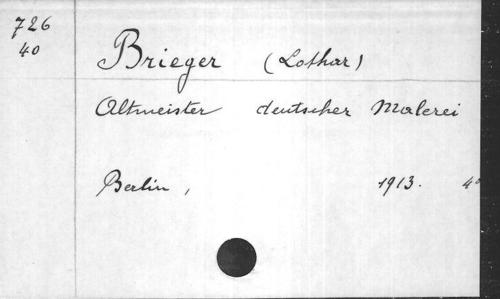 726
40
Brieger (Lothar)
Altmeister deutscher Malerei
Berlin, 1913. 4°